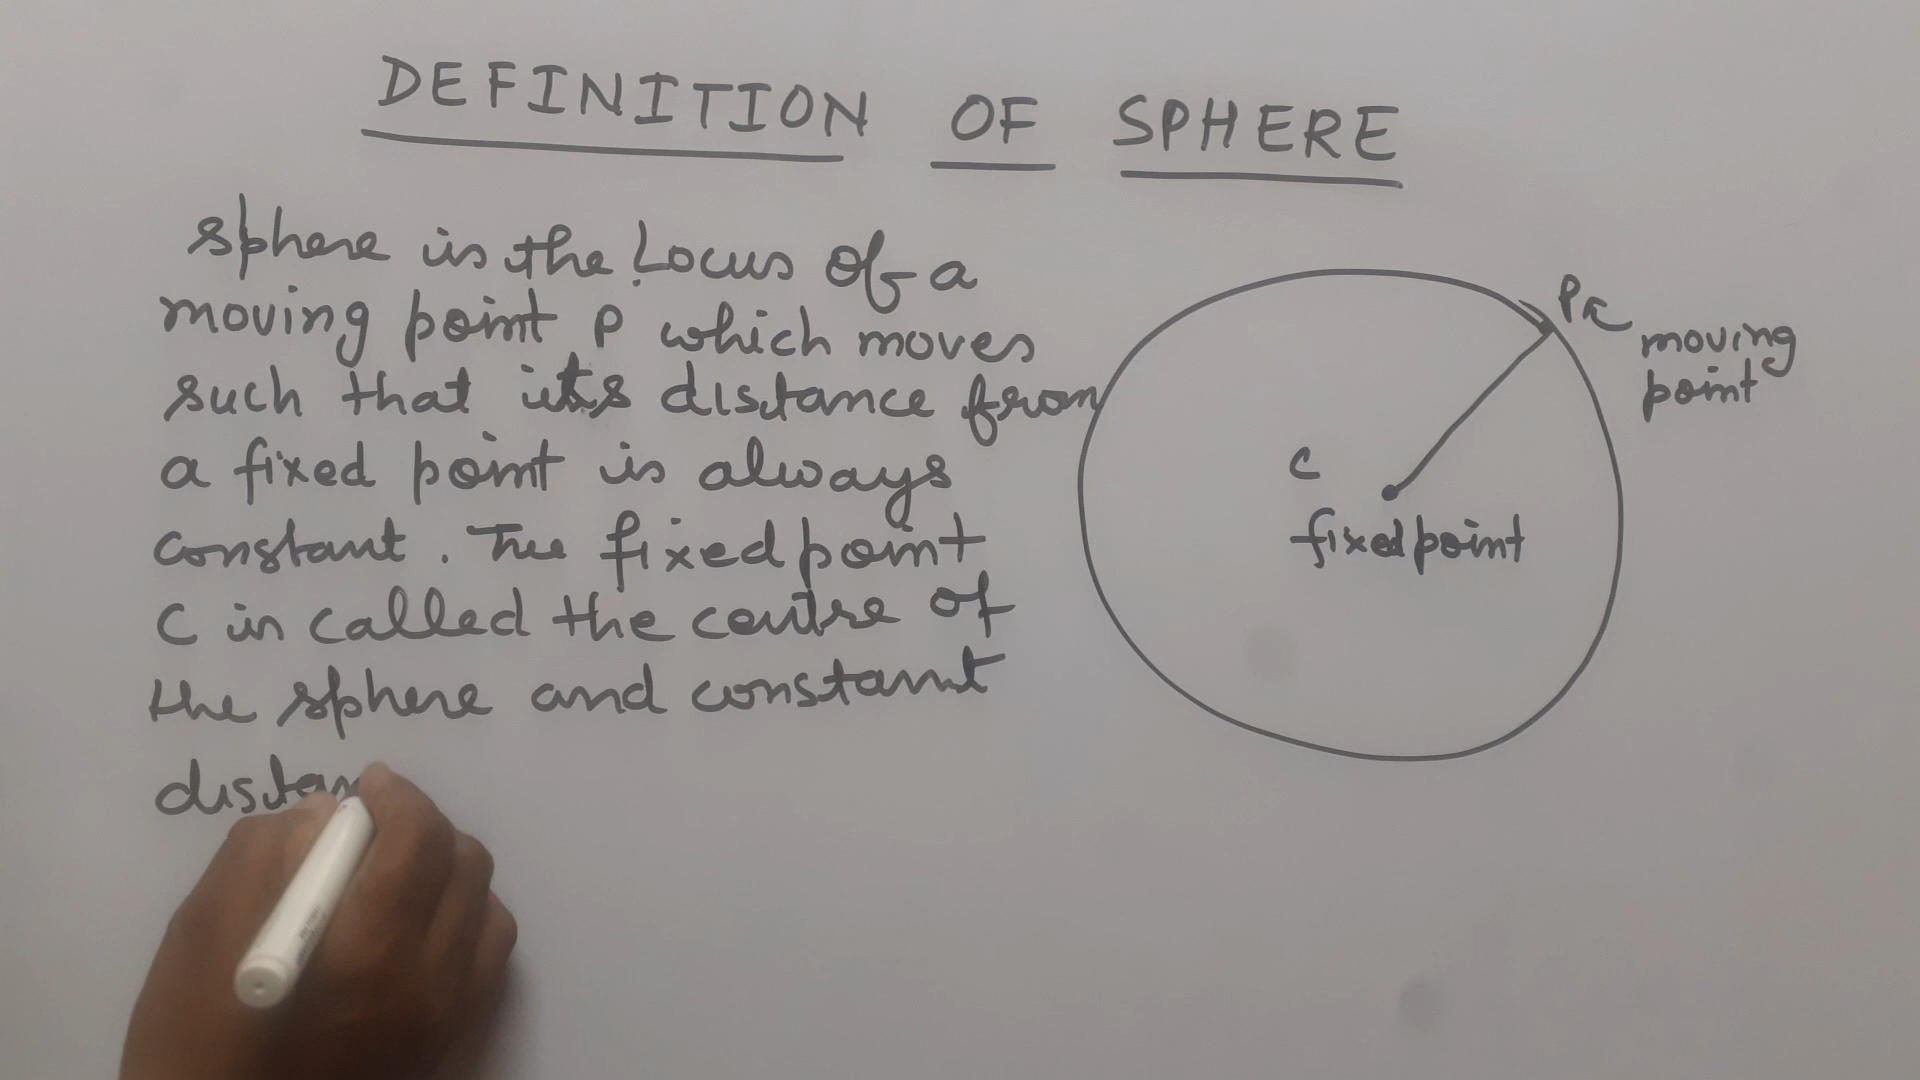 DEFINITION OF SPHERE
sphere is the Locus of a
moving point P which moves
such that its distance from
a fixed point is always
constant. The fixed point
C is called the centre of
the sphere and constant
distan
P
moving
point
C
fixed point